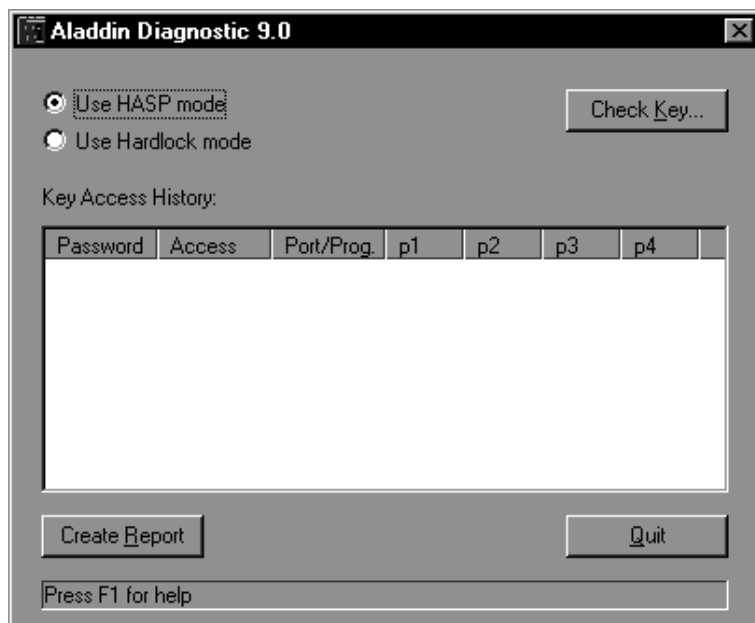 Aladdin Diagnostic 9.0
Use HASP mode
Check Key...
Use Hardlock mode
Key Access History:
Password Access Port/Prog. p1 p2 p3 p4
Create Report Quit
Press F1 for help